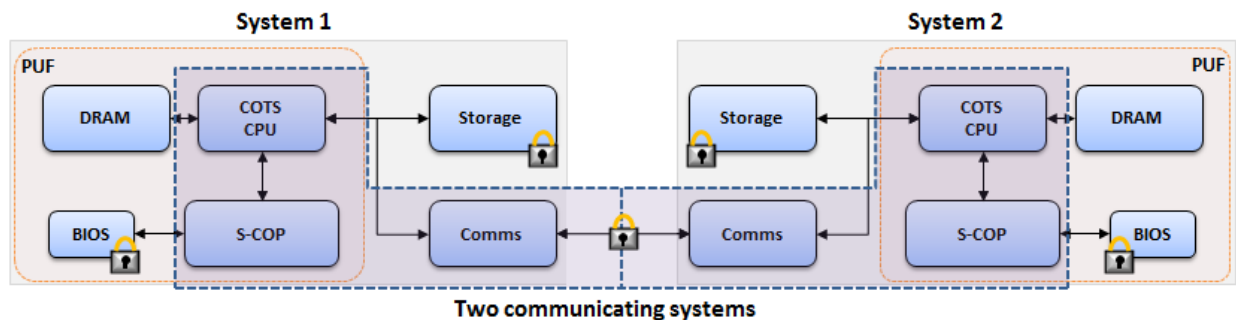 System 1
System 2
PUF
PUF
DRAM
COTS
CPU
Storage
Storage
COTS
CPU
DRAM
BIOS
S-COP
Comms
Comms
S-COP
BIOS
Two communicating systems